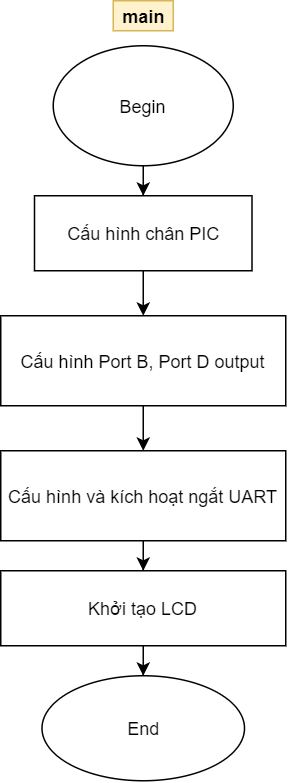 main
Begin
Cấu hình chân PIC
Cấu hình Port B, Port D output
Cấu hình và kích hoạt ngắt UART
Khởi tạo LCD
End